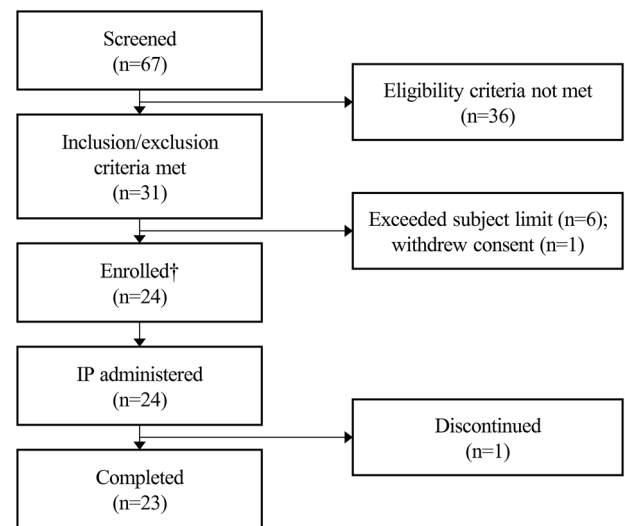 Screened
(n=67)
Eligibility criteria not met
(n=36)
Inclusion/exclusion
criteria met
(n=31)
Exceeded subject limit (n=6);
withdrew consent (n=1)
Enrolled†
(n=24)
IP administered
(n=24)
Discontinued
(n=1)
Completed
(n=23)